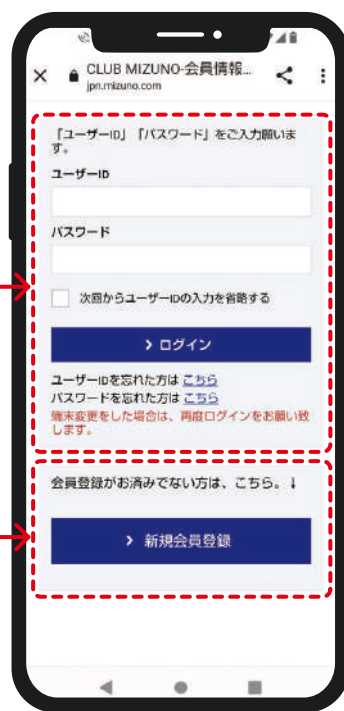 CLUB MIZUNO-会員情報...
jpn.mizuno.com
「ユーザーID」「パスワード」をご入力願いま
す。
ユーザーID
パスワード
次回からユーザーIDの入力を省略する
› ログイン
ユーザーIDを忘れた方は こちら
パスワードを忘れた方は こちら
端末変更をした場合は、再度ログインをお願い致
します。
会員登録がお済みでない方は、こちら。↓
› 新規会員登録